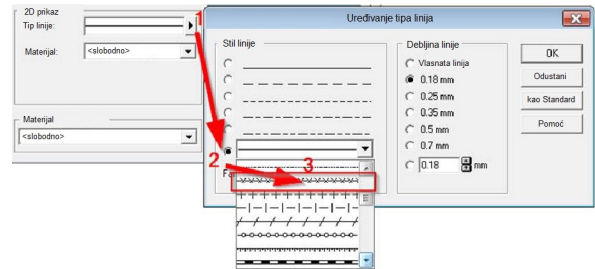 2D prikaz
Tip linije:
Materijal:
<slobodno>
Materijal
<slobodno>
1
Uređivanje tipa linija
Stil linije
2
3
Debljina linije
Vlasnata linija
0.18 mm
0.25 mm
0.35 mm
0.5 mm
0.7 mm
0.18 mm
OK
Odustani
kao Standard
Pomoć